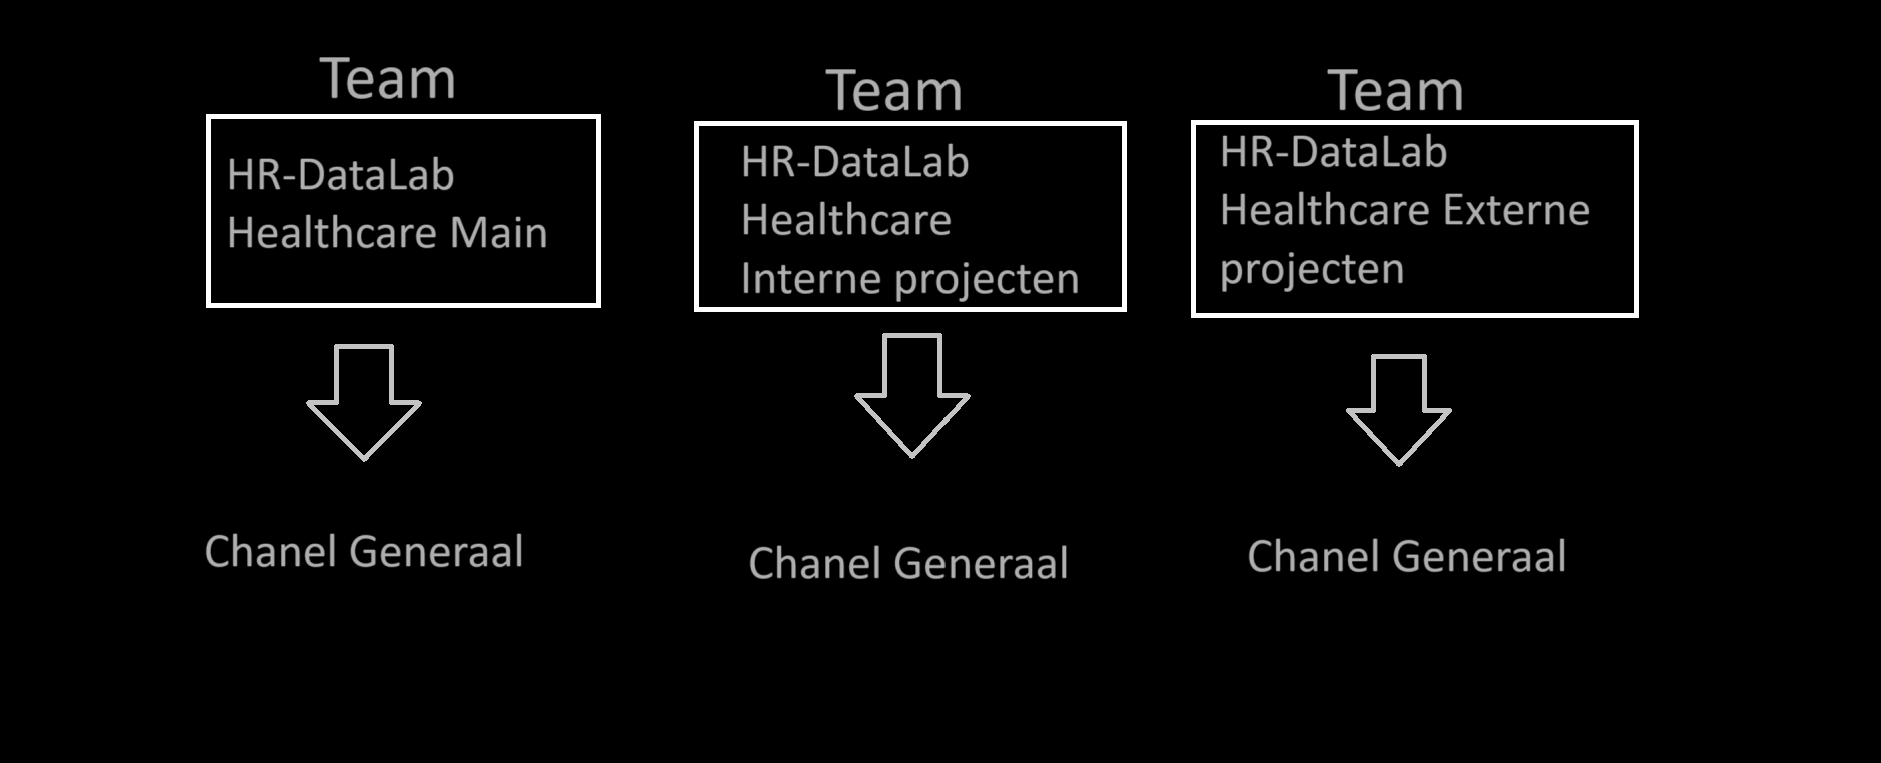 Team
HR-DataLab
Healthcare Main
Chanel Generaal
Team
HR-DataLab
Healthcare
Interne projecten
Chanel Generaal
Team
HR-DataLab
Healthcare Externe
projecten
Chanel Generaal